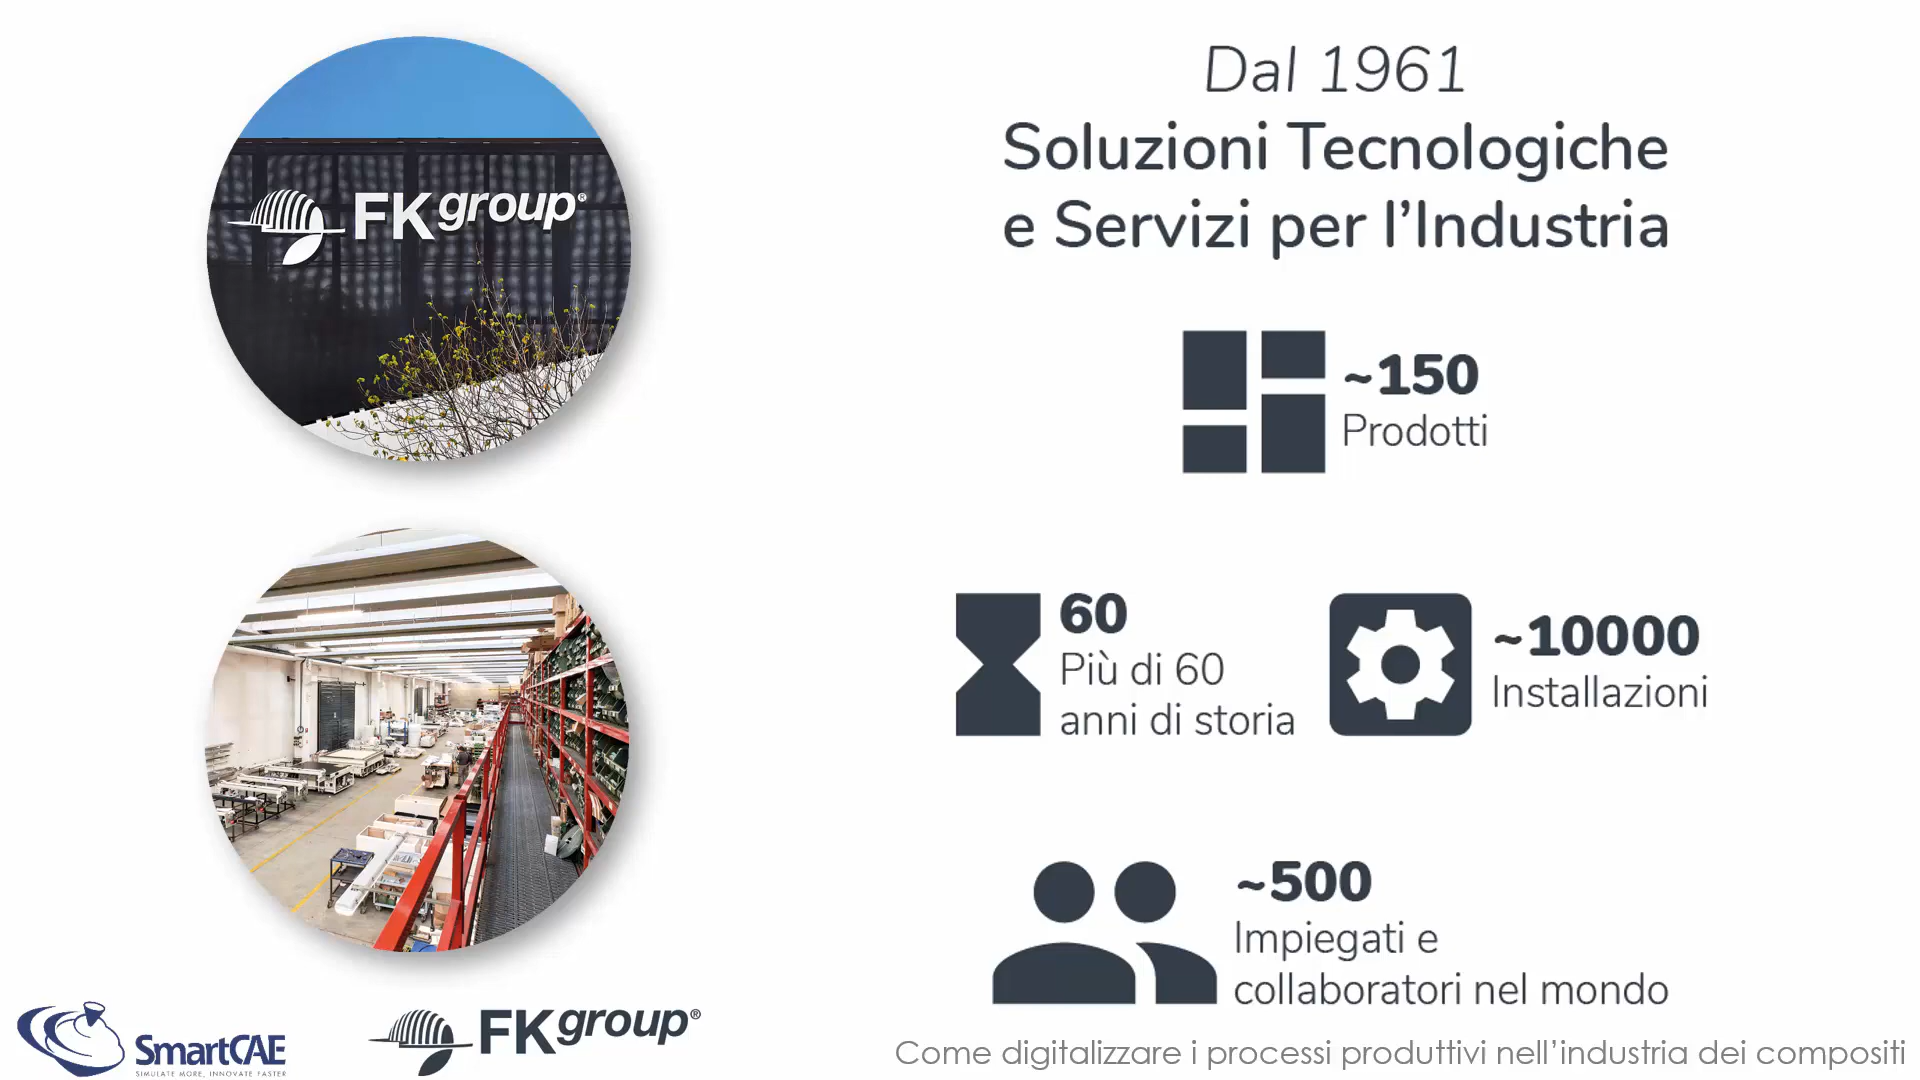 FKgroup®
Dal 1961
Soluzioni Tecnologiche
e Servizi per l’Industria
~150
Prodotti
60
Più di 60
anni di storia
~10000
Installazioni
~500
Impiegati e
collaboratori nel mondo
SmartCAE
SIMULATE MORE, INNOVATE FASTER
FKgroup®
Come digitalizzare i processi produttivi nell’industria dei compositi